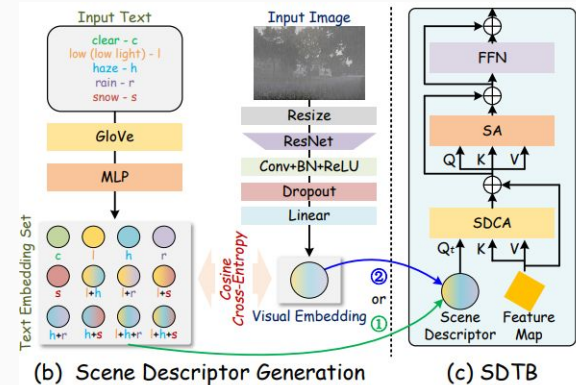 Input Text
clear - c
low (low light) - l
haze - h
rain - r
snow - s
GloVe
MLP
Text Embedding Set
c l h r
s l+h l+r l+s
h+r h+s l+h+r l+h+s
Input Image
Resize
ResNet
Conv+BN+ReLU
Dropout
Linear
Cosine
Cross-Entropy
Visual Embedding
②
or
①
(b) Scene Descriptor Generation
FFN
SA
Q K V
SDCA
Qt K V
Scene
Descriptor
Feature
Map
(c) SDTB